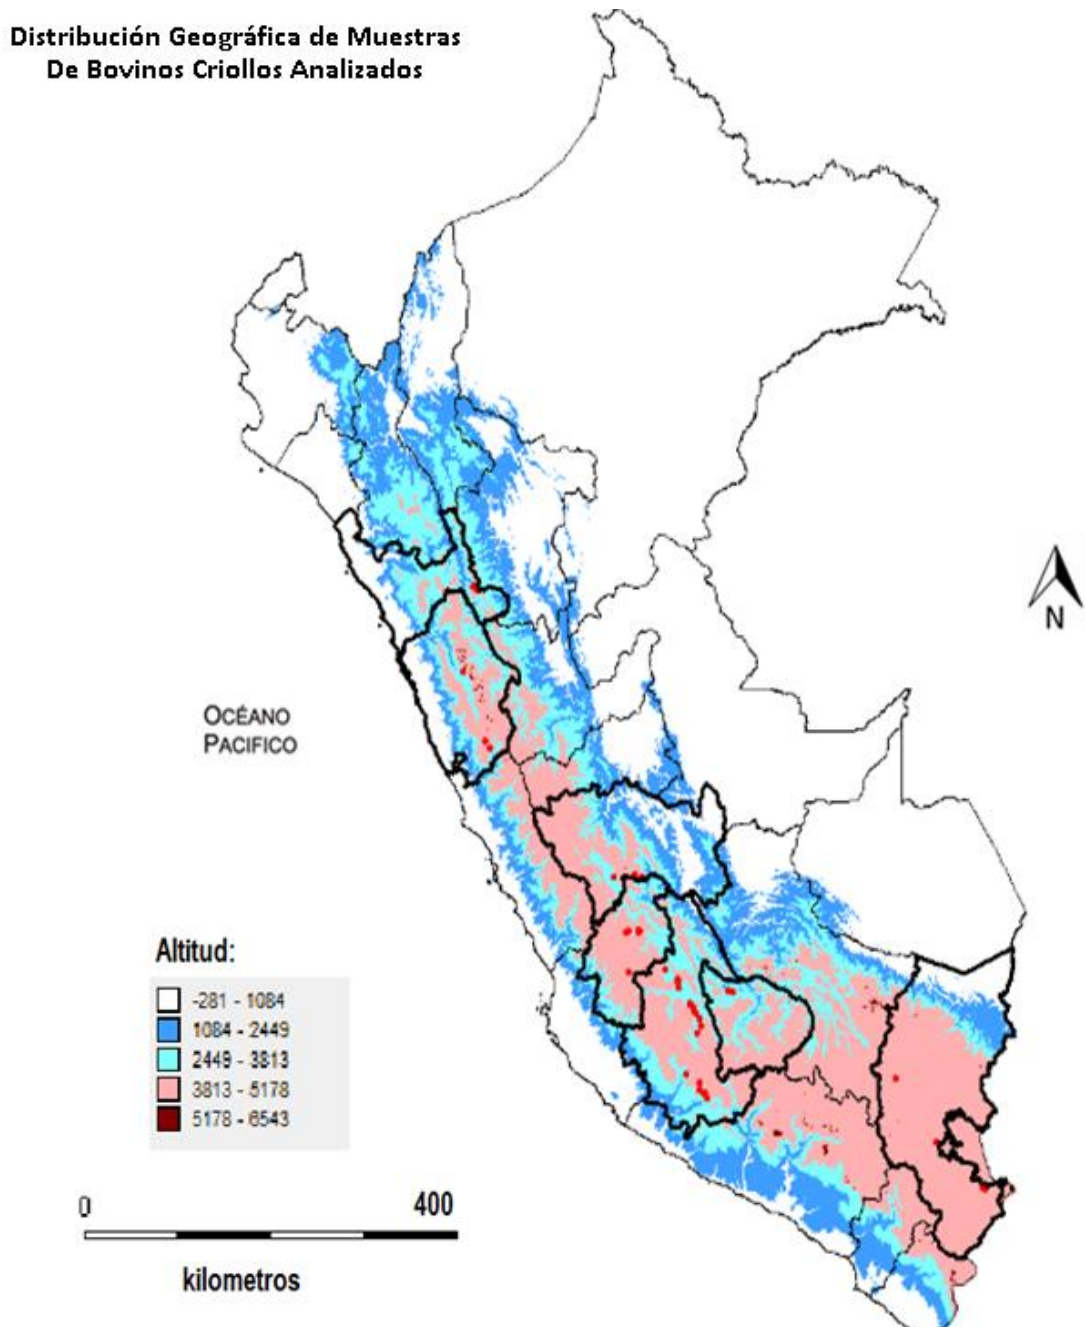 Distribución Geográfica de Muestras
De Bovinos Criollos Analizados
N
OCÉANO
PACIFICO
Altitud:
-281 - 1084
1084 - 2449
2449 - 3813
3813 - 5178
5178 - 6543
0 400
kilometros